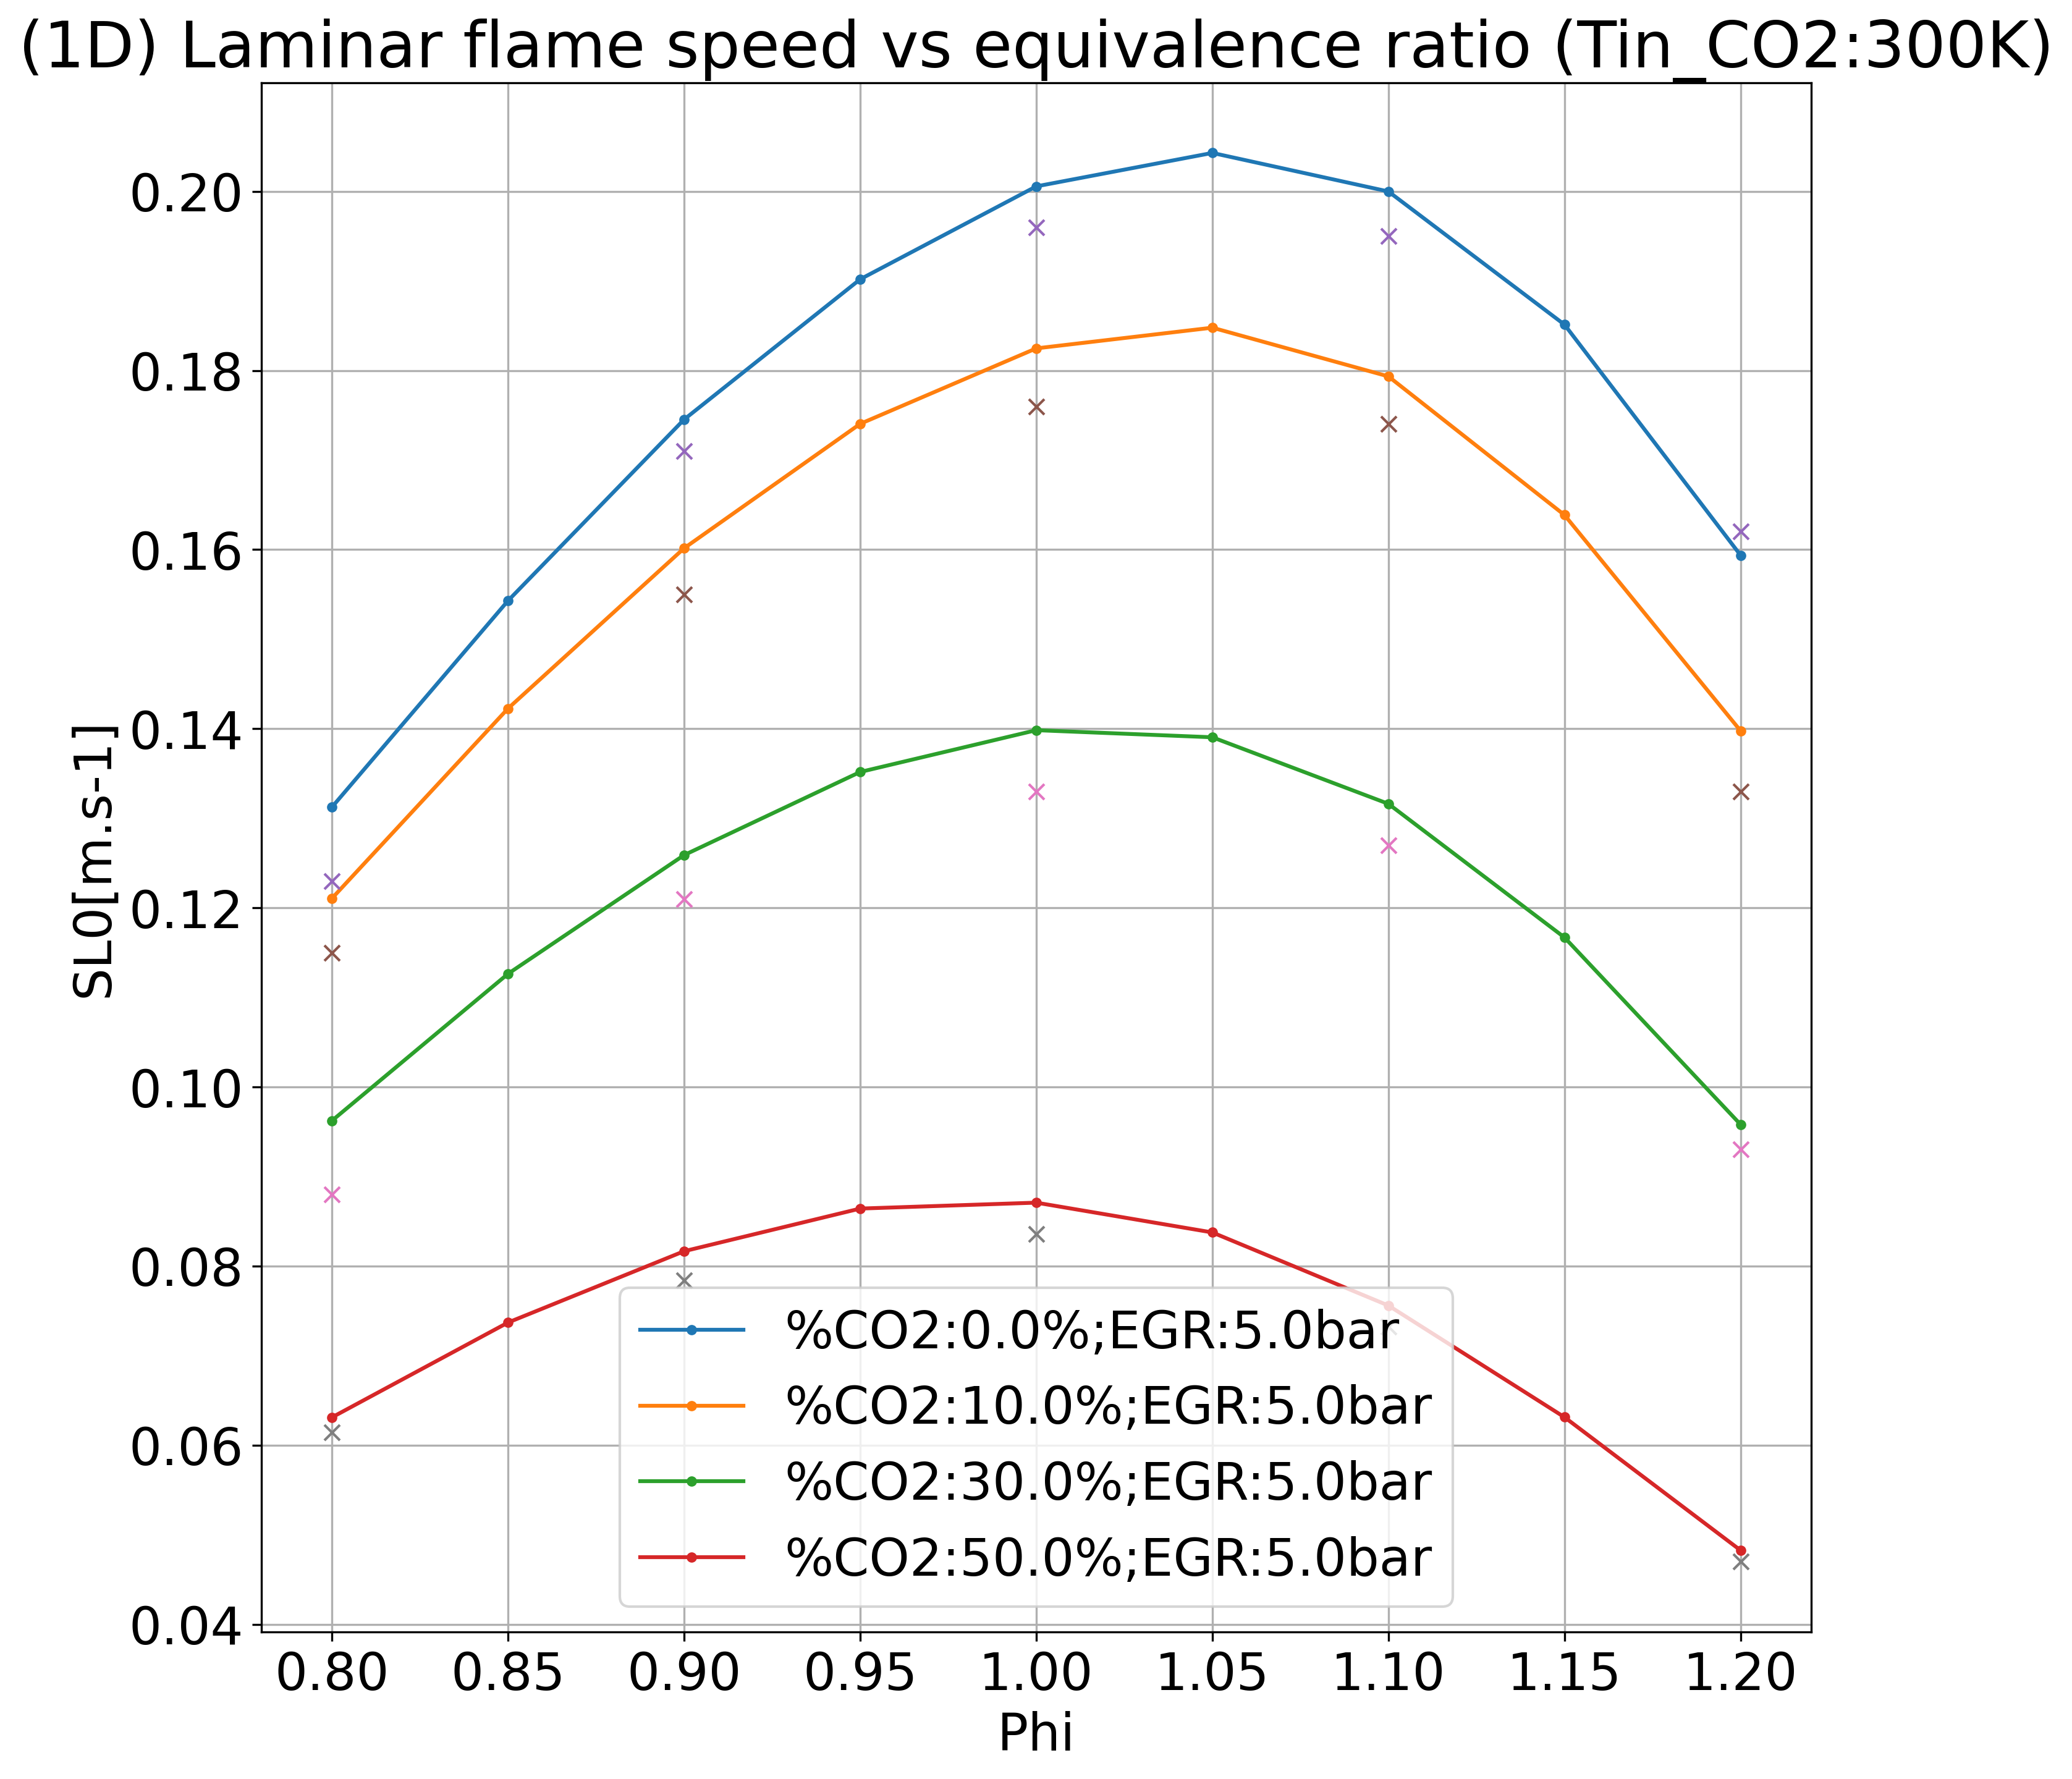 (1D) Laminar flame speed vs equivalence ratio (Tin_CO2:300K)
SL0[m.s-1]
0.20
0.18
0.16
0.14
0.12
0.10
0.08
0.06
0.04
%CO2:0.0%;EGR:5.0bar
%CO2:10.0%;EGR:5.0bar
%CO2:30.0%;EGR:5.0bar
%CO2:50.0%;EGR:5.0bar
0.80 0.85 0.90 0.95 1.00 1.05 1.10 1.15 1.20
Phi